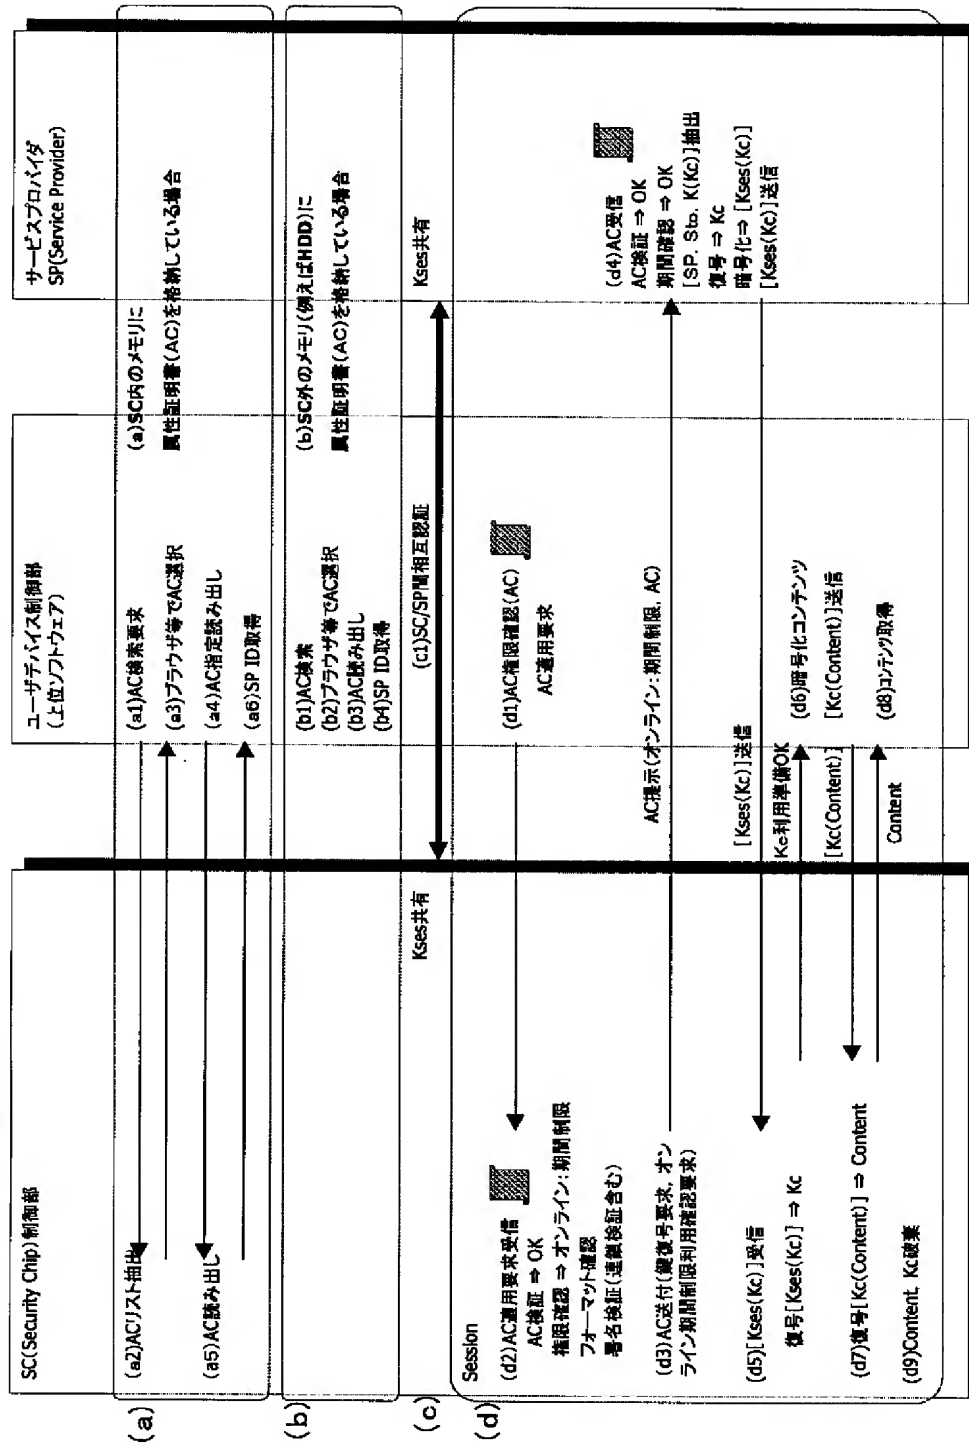 SC(Security Chip)制御部
ユーザデバイス制御部
(上位ソフトウェア)
サービスプロバイダ
SP(Service Provider)
(a)
(a1)AC検索要求
(a2)ACリスト抽出
(a3)ブラウザ等でAC選択
(a4)AC指定読み出し
(a5)AC読み出し
(a6)SP ID取得
(a)SC内のメモリに
属性証明書(AC)を格納している場合
(b)
(b1)AC検索
(b2)ブラウザ等でAC選択
(b3)AC読み出し
(b4)SP ID取得
(b)SC外のメモリ(例えばHDD)に
属性証明書(AC)を格納している場合
(c)
Kses共有
(c1)SC/SP間相互認証
Kses共有
(d)
Session
(d1)AC権限確認(AC)
AC適用要求
(d2)AC適用要求受信
AC検証 ⇒ OK
権限確認 ⇒ オンライン:期間制限
フォーマット確認
署名検証(連鎖検証含む)
(d3)AC送付(鍵復号要求, オン
ライン期間制限利用確認要求)
AC提示(オンライン:期間制限, AC)
(d4)AC受信
AC検証 ⇒ OK
期間確認 ⇒ OK
[SP. Sto. K(Kc)]抽出
復号 ⇒ Kc
暗号化⇒ [Kses(Kc)]
[Kses(Kc)]送信
[Kses(Kc)]送信
(d5)[Kses(Kc)]受信
復号[Kses(Kc)] ⇒ Kc
Kc利用準備OK
(d6)暗号化コンテンツ
[Kc(Content)]送信
[Kc(Content)]
(d7)復号[Kc(Content)] ⇒ Content
Content
(d8)コンテンツ取得
(d9)Content, Kc破棄